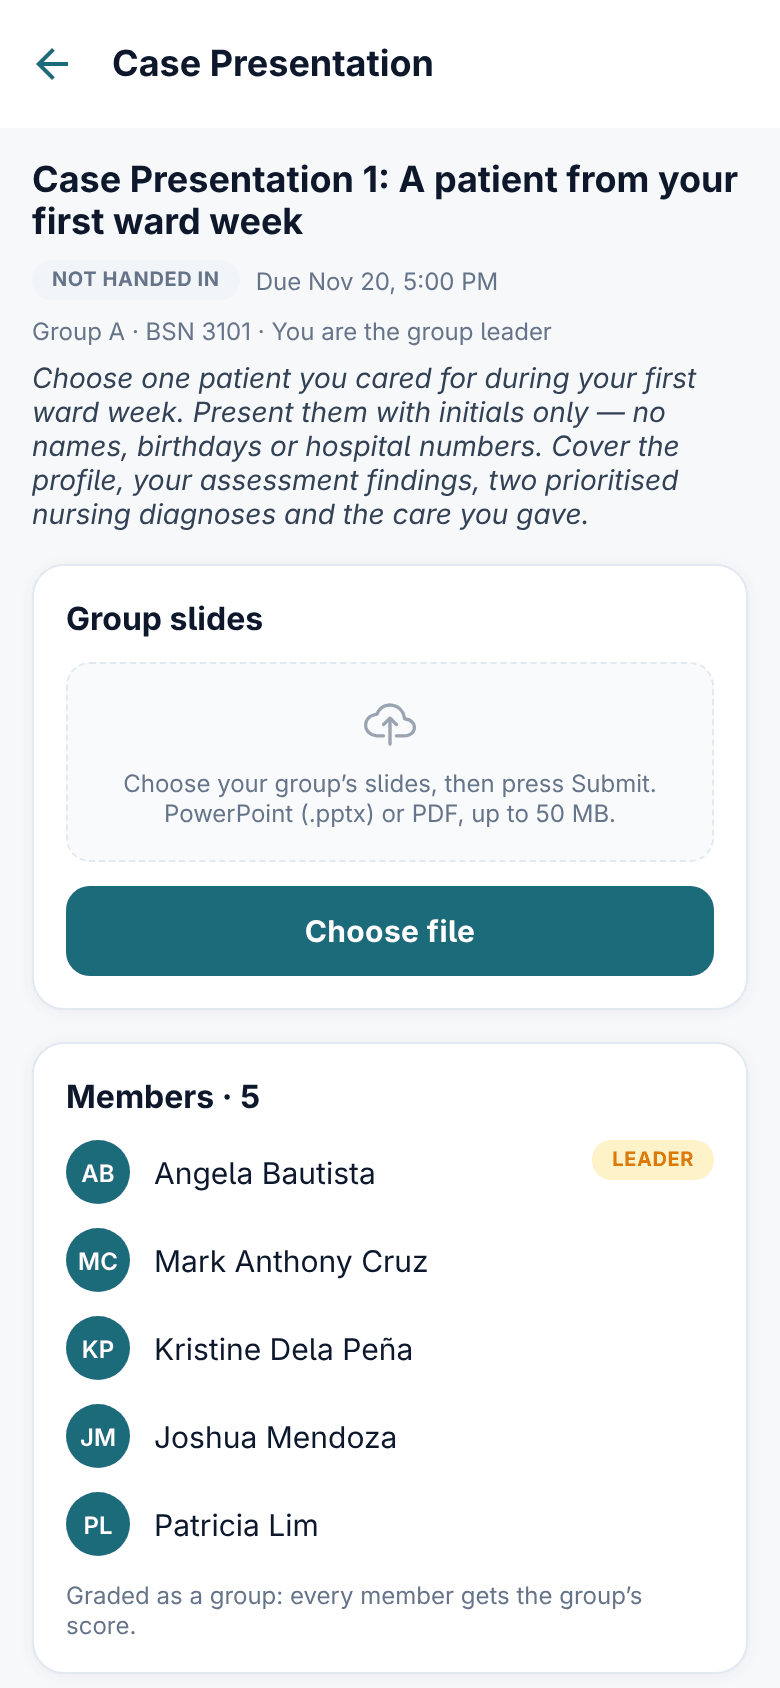 Case Presentation
Case Presentation 1: A patient from your
first ward week
NOT HANDED IN
Due Nov 20, 5:00 PM
Group A · BSN 3101 · You are the group leader
Choose one patient you cared for during your first
ward week. Present them with initials only — no
names, birthdays or hospital numbers. Cover the
profile, your assessment findings, two prioritised
nursing diagnoses and the care you gave.
Group slides
Choose your group’s slides, then press Submit.
PowerPoint (.pptx) or PDF, up to 50 MB.
Choose file
Members · 5
AB Angela Bautista LEADER
MC Mark Anthony Cruz
KP Kristine Dela Peña
JM Joshua Mendoza
PL Patricia Lim
Graded as a group: every member gets the group’s
score.